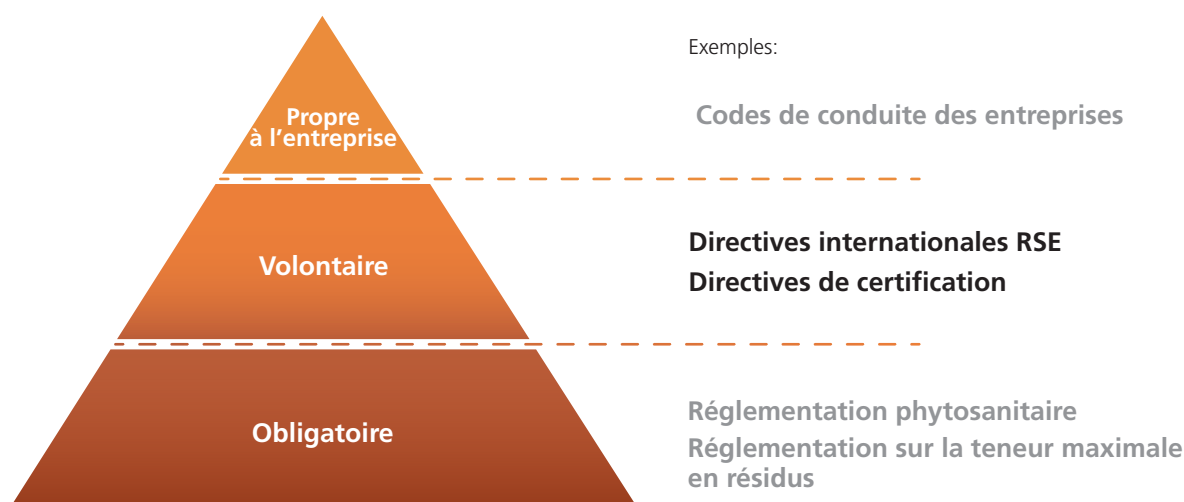 Exemples:
Propre
à l'entreprise
Codes de conduite des entreprises
Volontaire
Directives internationales RSE
Directives de certification
Obligatoire
Réglementation phytosanitaire
Réglementation sur la teneur maximale
en résidus